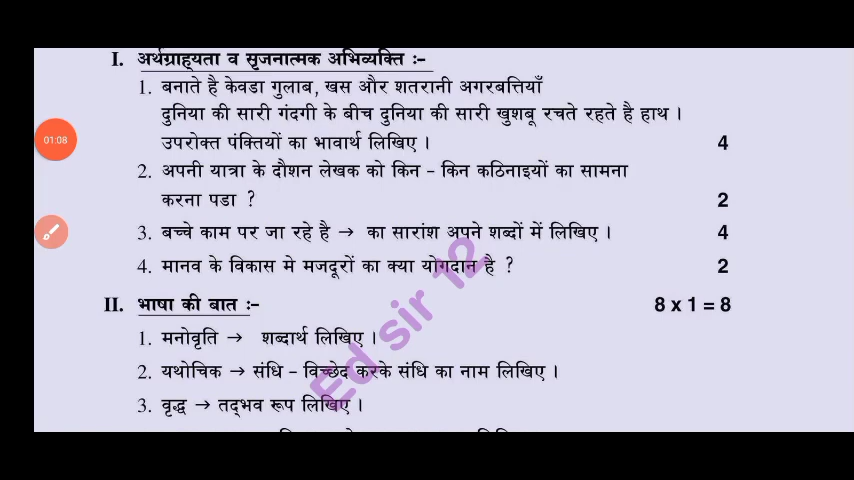 I. अर्थग्राह्यता व सृजनात्मक अभिव्यक्ति :-
1. बनाते है केवडा गुलाब, खस और शतरानी अगरबत्तियाँ
दुनिया की सारी गंदगी के बीच दुनिया की सारी खुशबू रचते रहते है हाथ ।
01:08
उपरोक्त पंक्तियों का भावार्थ लिखिए । 4
2. अपनी यात्रा के दौशन लेखक को किन - किन कठिनाइयों का सामना
करना पडा ? 2
3. बच्चे काम पर जा रहे है → का सारांश अपने शब्दों में लिखिए । 4
4. मानव के विकास मे मजदूरों का क्या योगदान है ? 2
II. भाषा की बात :- 8 x 1 = 8
1. मनोवृति → शब्दार्थ लिखिए ।
2. यथोचिक → संधि - विच्छेद करके संधि का नाम लिखिए ।
3. वृद्ध → तद्भव रूप लिखिए ।
Ed sir 12